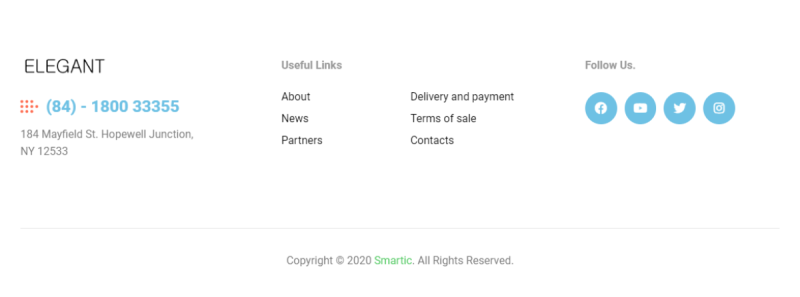 ELEGANT
(84) - 1800 33355
184 Mayfield St. Hopewell Junction,
NY 12533
Useful Links
About
News
Partners
Delivery and payment
Terms of sale
Contacts
Follow Us.
Copyright © 2020 Smartic. All Rights Reserved.